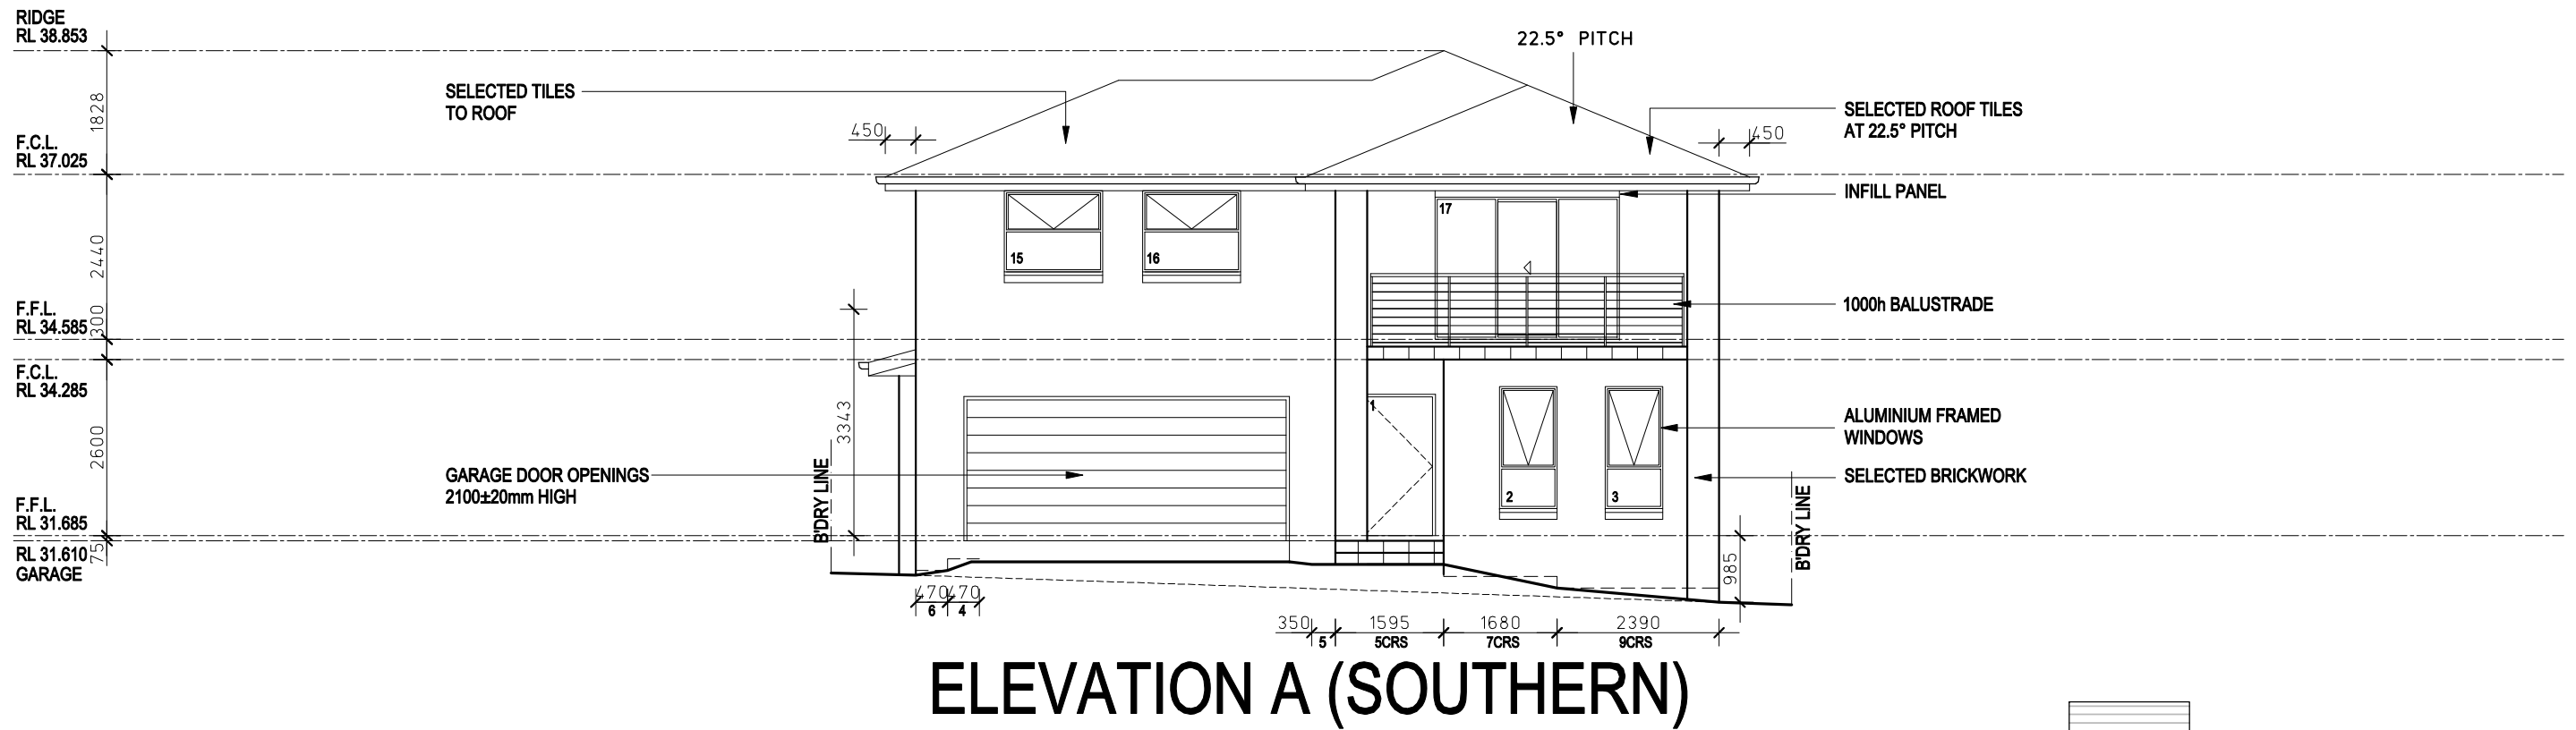 RIDGE
RL 38.853
22.5° PITCH
SELECTED TILES
TO ROOF
1828
SELECTED ROOF TILES
AT 22.5° PITCH
450
450
F.C.L.
RL 37.025
INFILL PANEL
17
2440
15
16
F.F.L.
RL 34.585
300
1000h BALUSTRADE
F.C.L.
RL 34.285
3343
1
ALUMINIUM FRAMED
WINDOWS
2600
GARAGE DOOR OPENINGS
2100±20mm HIGH
B'DRY LINE
SELECTED BRICKWORK
2
3
F.F.L.
RL 31.685
B'DRY LINE
75
RL 31.610
GARAGE
985
470
470
6
4
350
1595
1680
2390
5
5CRS
7CRS
9CRS
ELEVATION A (SOUTHERN)